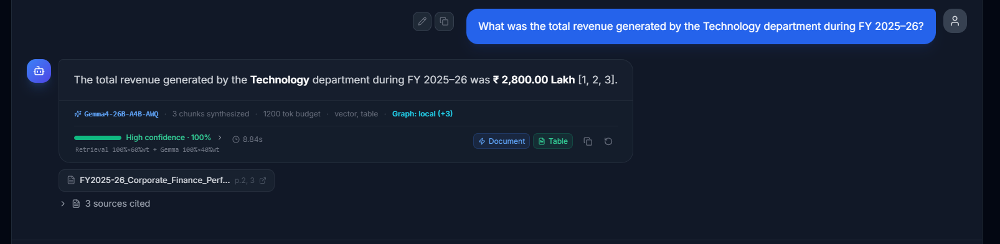 What was the total revenue generated by the Technology department during FY 2025–26?
The total revenue generated by the Technology department during FY 2025–26 was ₹ 2,800.00 Lakh [1, 2, 3].
Gemma4-26B-A4B-AWQ · 3 chunks synthesized · 1200 tok budget · vector, table · Graph: local (+3)
High confidence · 100% 8.84s Document Table
Retrieval 100%×60%wt + Gemma 100%×40%wt
FY2025-26_Corporate_Finance_Perf... p.2, 3
3 sources cited